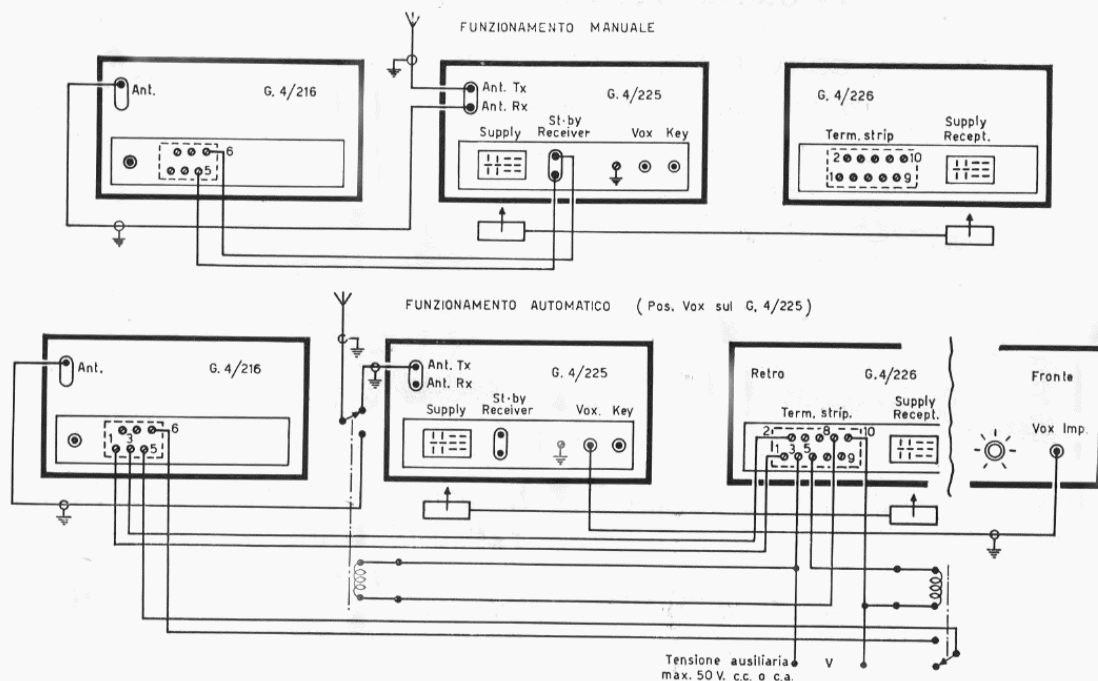 FUNZIONAMENTO MANUALE
Ant.
G. 4/216
6
5
Ant. Tx
Ant. Rx
G. 4/225
Supply
St-by
Receiver
Vox
Key
G. 4/226
Term. strip
Supply
Recept.
2
10
1
9
FUNZIONAMENTO AUTOMATICO ( Pos. Vox sul G. 4/225 )
Ant.
G. 4/216
6
1
3
5
Ant. Tx
Ant. Rx
G. 4/225
Supply
St-by
Receiver
Vox.
Key
Retro
G. 4/226
Term. strip.
Supply
Recept.
2
8
10
1
3
5
9
Fronte
Vox Imp.
Tensione ausiliaria
max. 50 V. c.c. o c.a.
V